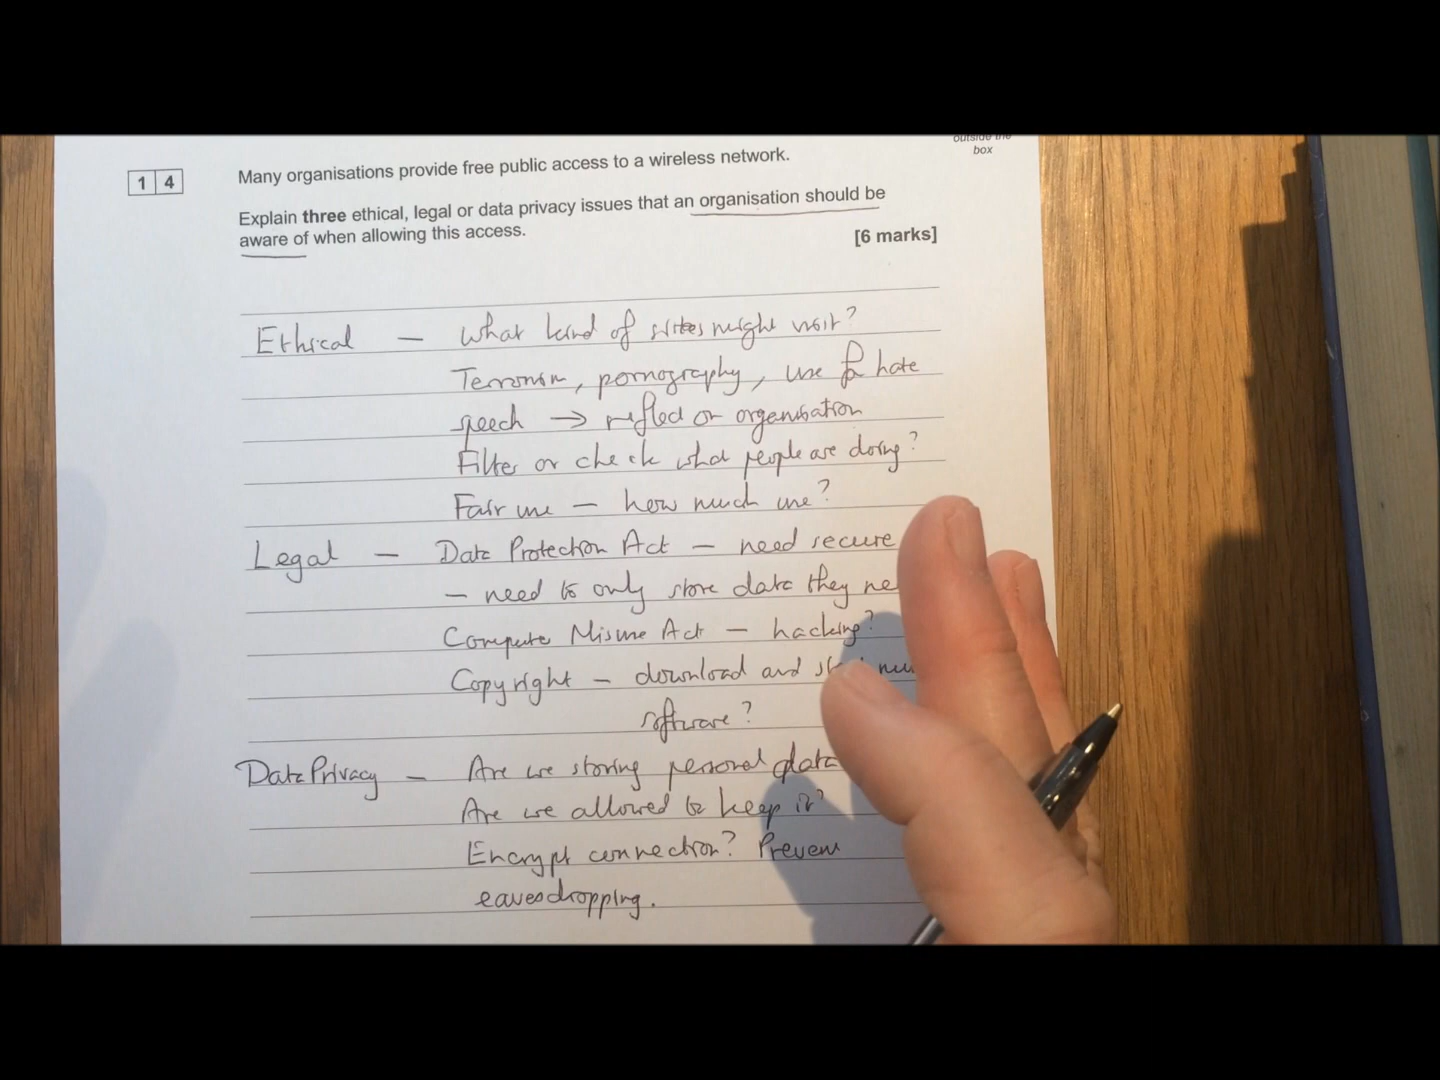 outside the
box
1 4
Many organisations provide free public access to a wireless network.
Explain three ethical, legal or data privacy issues that an organisation should be
aware of when allowing this access.
[6 marks]
Ethical — What kind of sites might visit?
Terrorism, pornography, use for hate
speech → reflect on organisation
Filter or check what people are doing?
Fair use — how much use?
Legal — Data Protection Act — need secure
— need to only store data they
Computer Misuse Act — hacking?
Copyright — download and
software?
Data Privacy — Are we storing personal data
Are we allowed to keep it?
Encrypt connection? Prevent
eavesdropping.